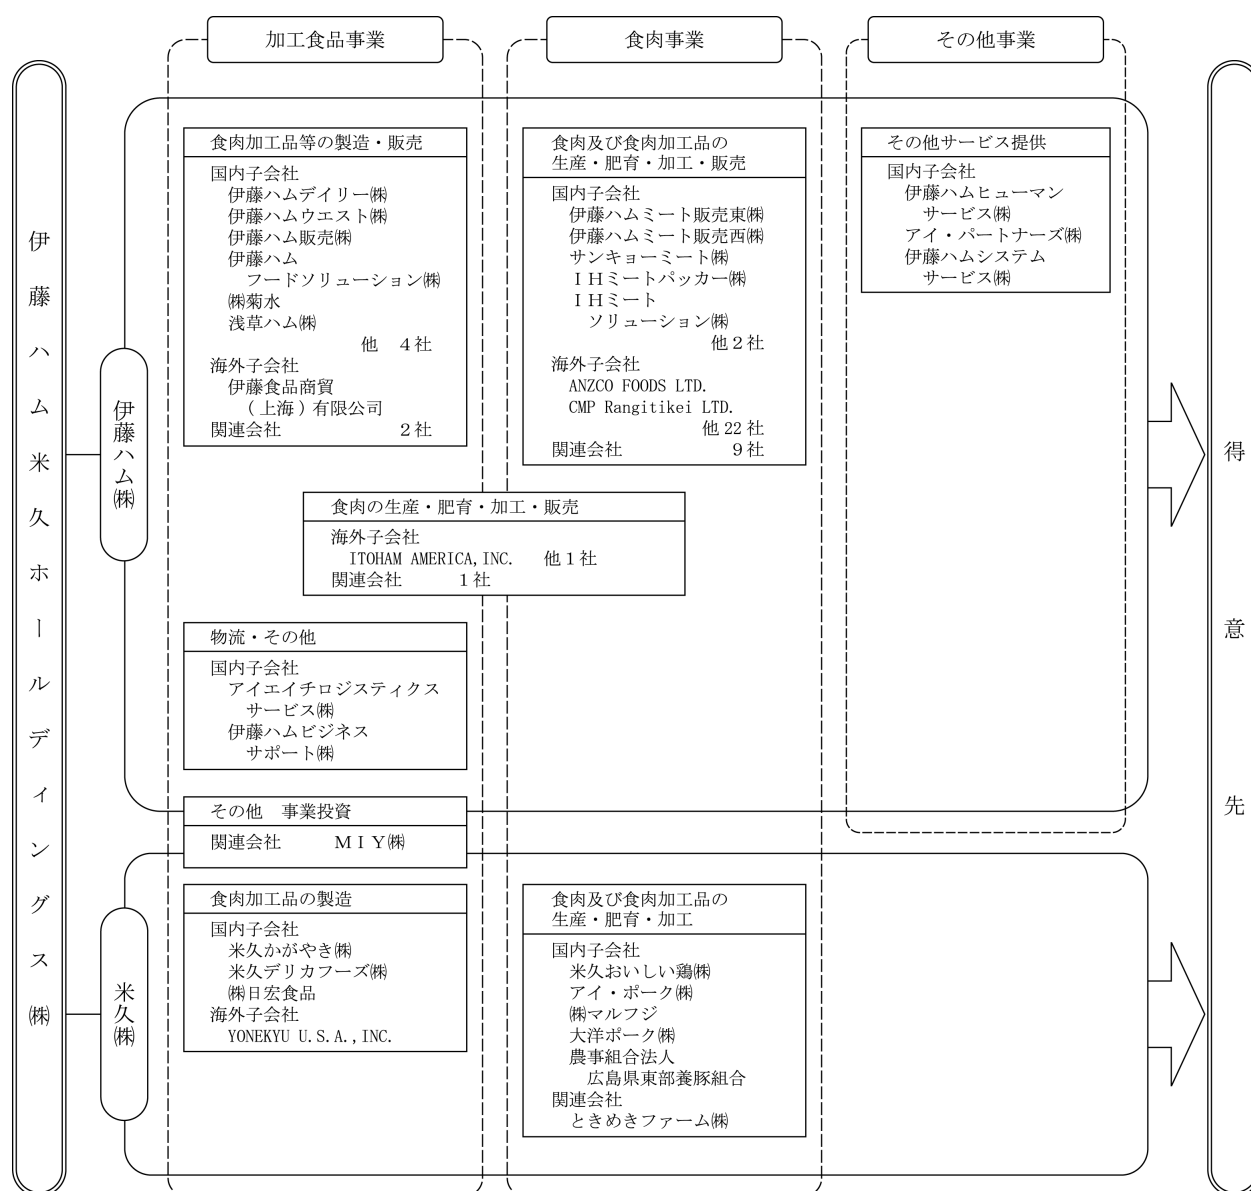 加工食品事業
食肉事業
その他事業
伊藤ハム米久ホールディングス㈱
伊藤ハム㈱
食肉加工品等の製造・販売
国内子会社
伊藤ハムデイリー㈱
伊藤ハムウエスト㈱
伊藤ハム販売㈱
伊藤ハム
フードソリューション㈱
㈱菊水
浅草ハム㈱
他　４社
海外子会社
伊藤食品商貿
（上海）有限公司
関連会社　２社
食肉及び食肉加工品の
生産・肥育・加工・販売
国内子会社
伊藤ハムミート販売東㈱
伊藤ハムミート販売西㈱
サンキョーミート㈱
ＩＨミートパッカー㈱
ＩＨミート
ソリューション㈱
他２社
海外子会社
ANZCO FOODS LTD.
CMP Rangitikei LTD.
他22社
関連会社　９社
その他サービス提供
国内子会社
伊藤ハムヒューマン
サービス㈱
アイ・パートナーズ㈱
伊藤ハムシステム
サービス㈱
食肉の生産・肥育・加工・販売
海外子会社
ITOHAM AMERICA, INC.　他１社
関連会社　１社
物流・その他
国内子会社
アイエイチロジスティクス
サービス㈱
伊藤ハムビジネス
サポート㈱
その他　事業投資
関連会社　ＭＩＹ㈱
米久㈱
食肉加工品の製造
国内子会社
米久かがやき㈱
米久デリカフーズ㈱
㈱日宏食品
海外子会社
YONEKYU U.S.A., INC.
食肉及び食肉加工品の
生産・肥育・加工
国内子会社
米久おいしい鶏㈱
アイ・ポーク㈱
㈱マルフジ
大洋ポーク㈱
農事組合法人
広島県東部養豚組合
関連会社
ときめきファーム㈱
得意先